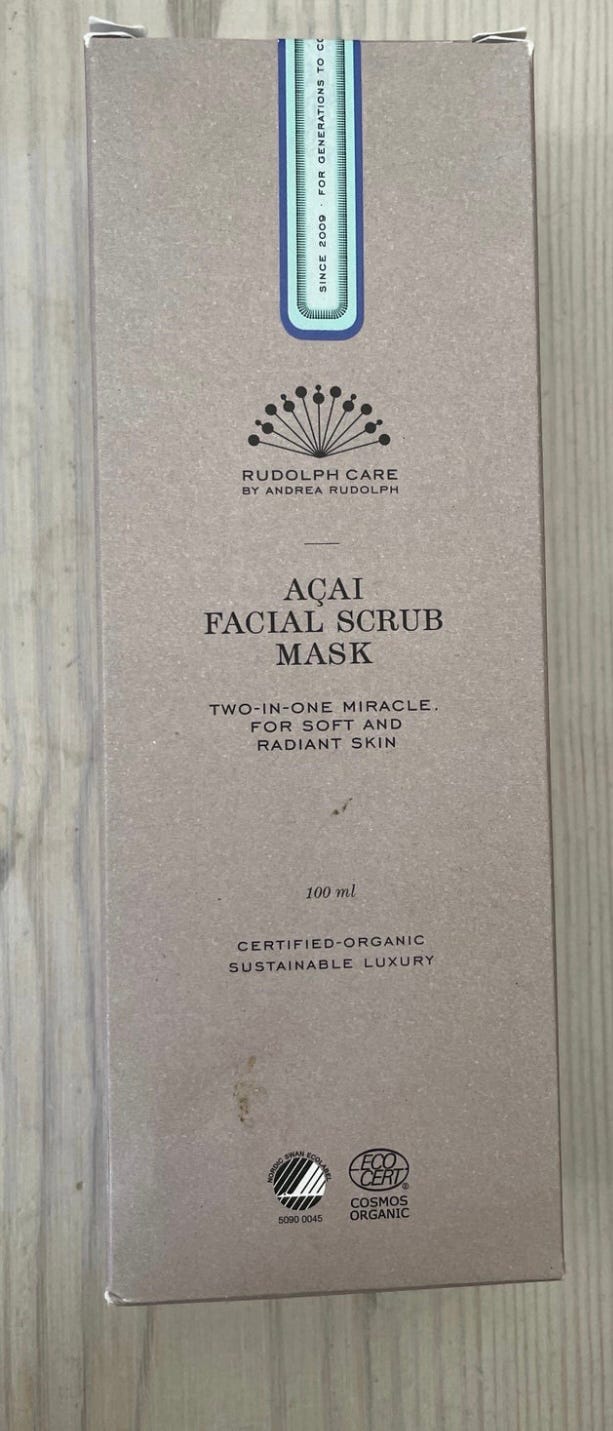 SINCE 2009 · FOR GENERATIONS TO
RUDOLPH CARE
BY ANDREA RUDOLPH
AÇAI
FACIAL SCRUB
MASK
TWO-IN-ONE MIRACLE.
FOR SOFT AND
RADIANT SKIN
100 ml
CERTIFIED-ORGANIC
SUSTAINABLE LUXURY
NORDIC SWAN ECOLABEL
5090 0045
ECO
CERT®
COSMOS
ORGANIC